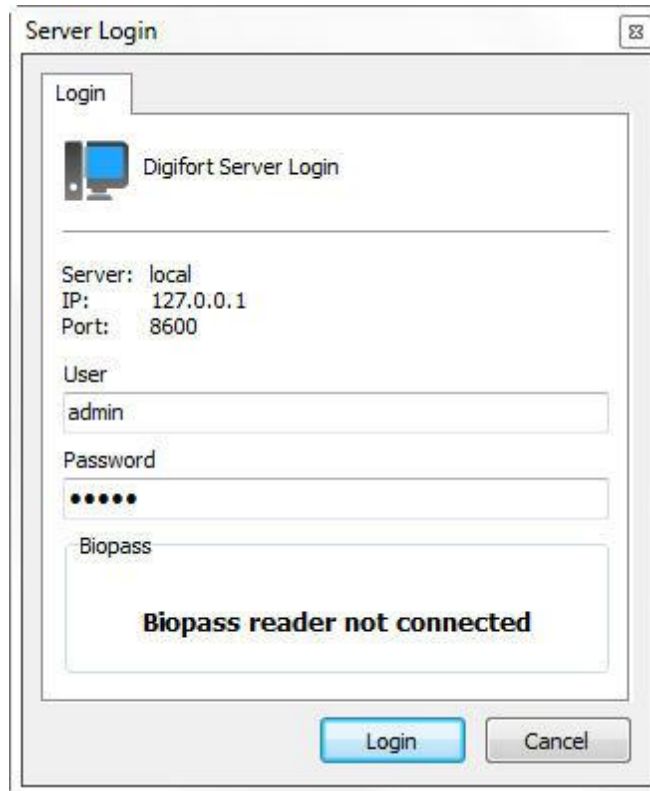 Server Login
Login
Digifort Server Login
Server: local
IP: 127.0.0.1
Port: 8600
User
admin
Password
•••••
Biopass
Biopass reader not connected
Login Cancel